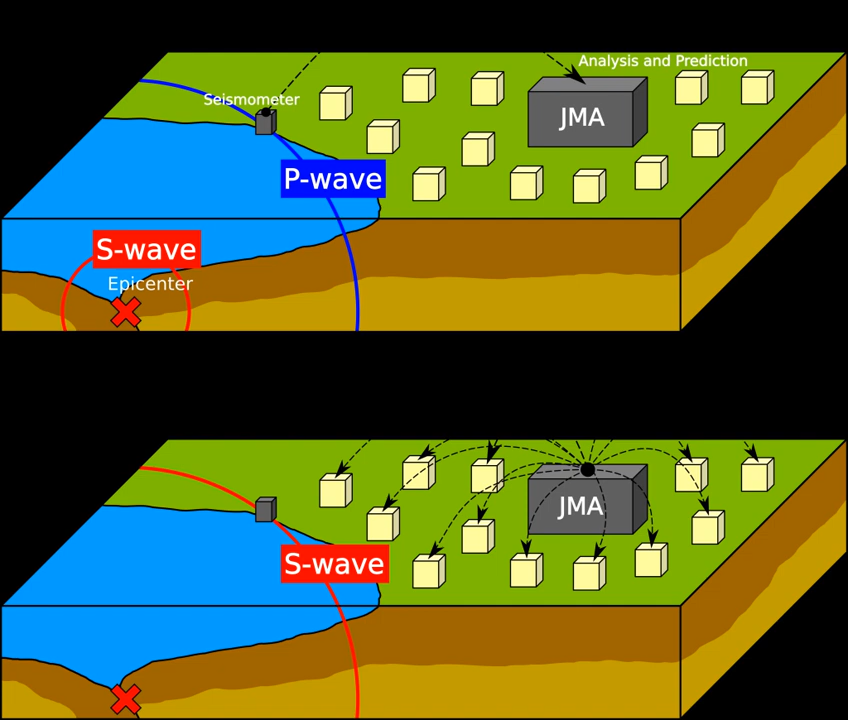 Analysis and Prediction
Seismometer
JMA
P-wave
S-wave
Epicenter
JMA
S-wave